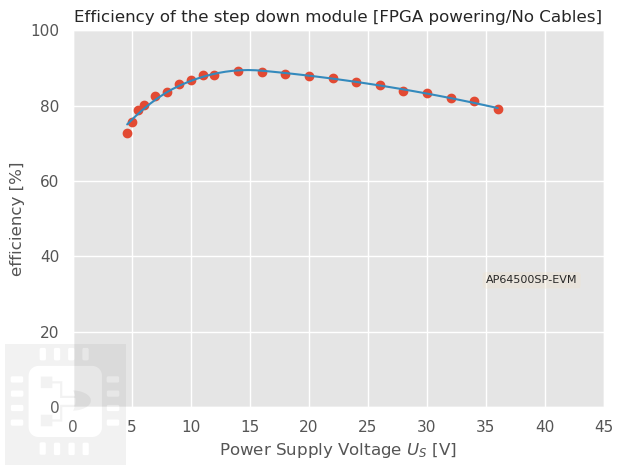 Efficiency of the step down module [FPGA powering/No Cables]
100
80
60
40
20
0
efficiency [%]
AP64500SP-EVM
0 5 10 15 20 25 30 35 40 45
Power Supply Voltage U_S [V]